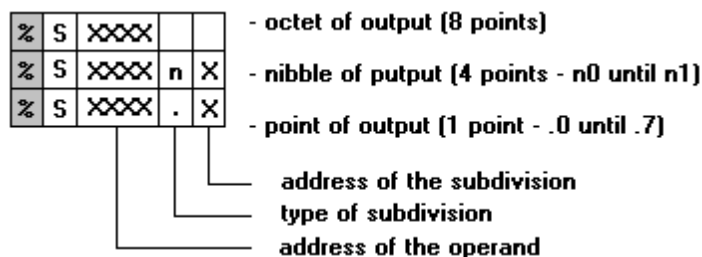 % S XXXX - octet of output (8 points)
% S XXXX n X - nibble of putput (4 points - n0 until n1)
% S XXXX . X - point of output (1 point - .0 until .7)
address of the subdivision
type of subdivision
address of the operand